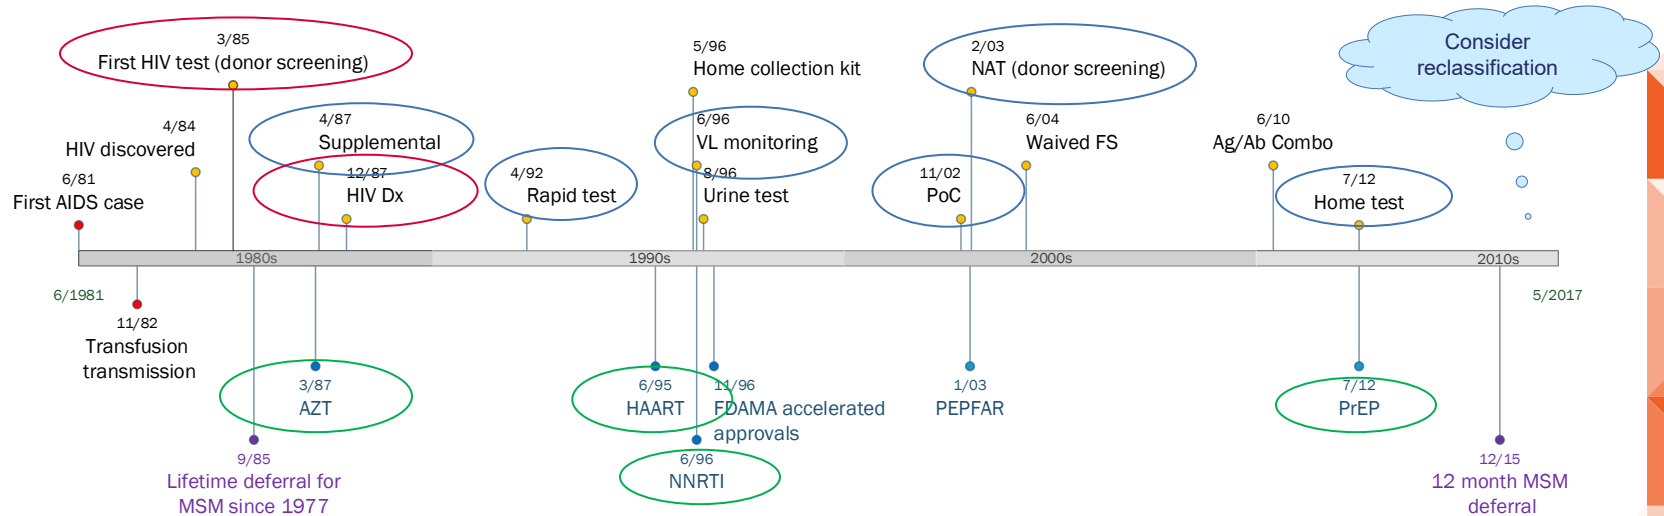 3/85
First HIV test (donor screening)
4/84
HIV discovered
6/81
First AIDS case
4/87
Supplemental
12/87
HIV Dx
4/92
Rapid test
5/96
Home collection kit
6/96
VL monitoring
8/96
Urine test
2/03
NAT (donor screening)
11/02
PoC
6/04
Waived FS
6/10
Ag/Ab Combo
7/12
Home test
Consider
reclassification
1980s
1990s
2000s
2010s
6/1981
5/2017
11/82
Transfusion
transmission
3/87
AZT
9/85
Lifetime deferral for
MSM since 1977
6/95
HAART
11/96
FDAMA accelerated
approvals
6/96
NNRTI
1/03
PEPFAR
7/12
PrEP
12/15
12 month MSM
deferral